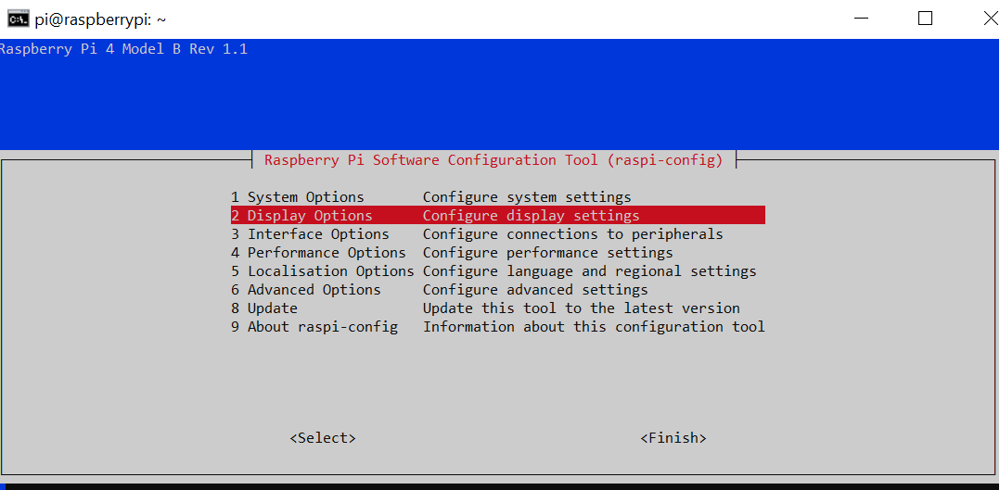 C:\. pi@raspberrypi: ~
Raspberry Pi 4 Model B Rev 1.1
Raspberry Pi Software Configuration Tool (raspi-config)
1 System Options Configure system settings
2 Display Options Configure display settings
3 Interface Options Configure connections to peripherals
4 Performance Options Configure performance settings
5 Localisation Options Configure language and regional settings
6 Advanced Options Configure advanced settings
8 Update Update this tool to the latest version
9 About raspi-config Information about this configuration tool
<Select> <Finish>